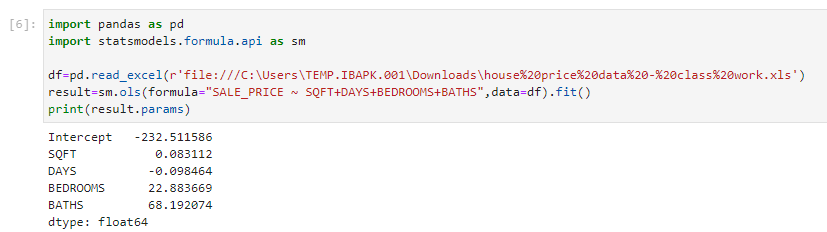 [6]: import pandas as pd
import statsmodels.formula.api as sm
df=pd.read_excel(r'file:///C:\Users\TEMP.IBAPK.001\Downloads\house%20price%20data%20-%20class%20work.xls')
result=sm.ols(formula="SALE_PRICE ~ SQFT+DAYS+BEDROOMS+BATHS",data=df).fit()
print(result.params)
Intercept -232.511586
SQFT 0.083112
DAYS -0.098464
BEDROOMS 22.883669
BATHS 68.192074
dtype: float64